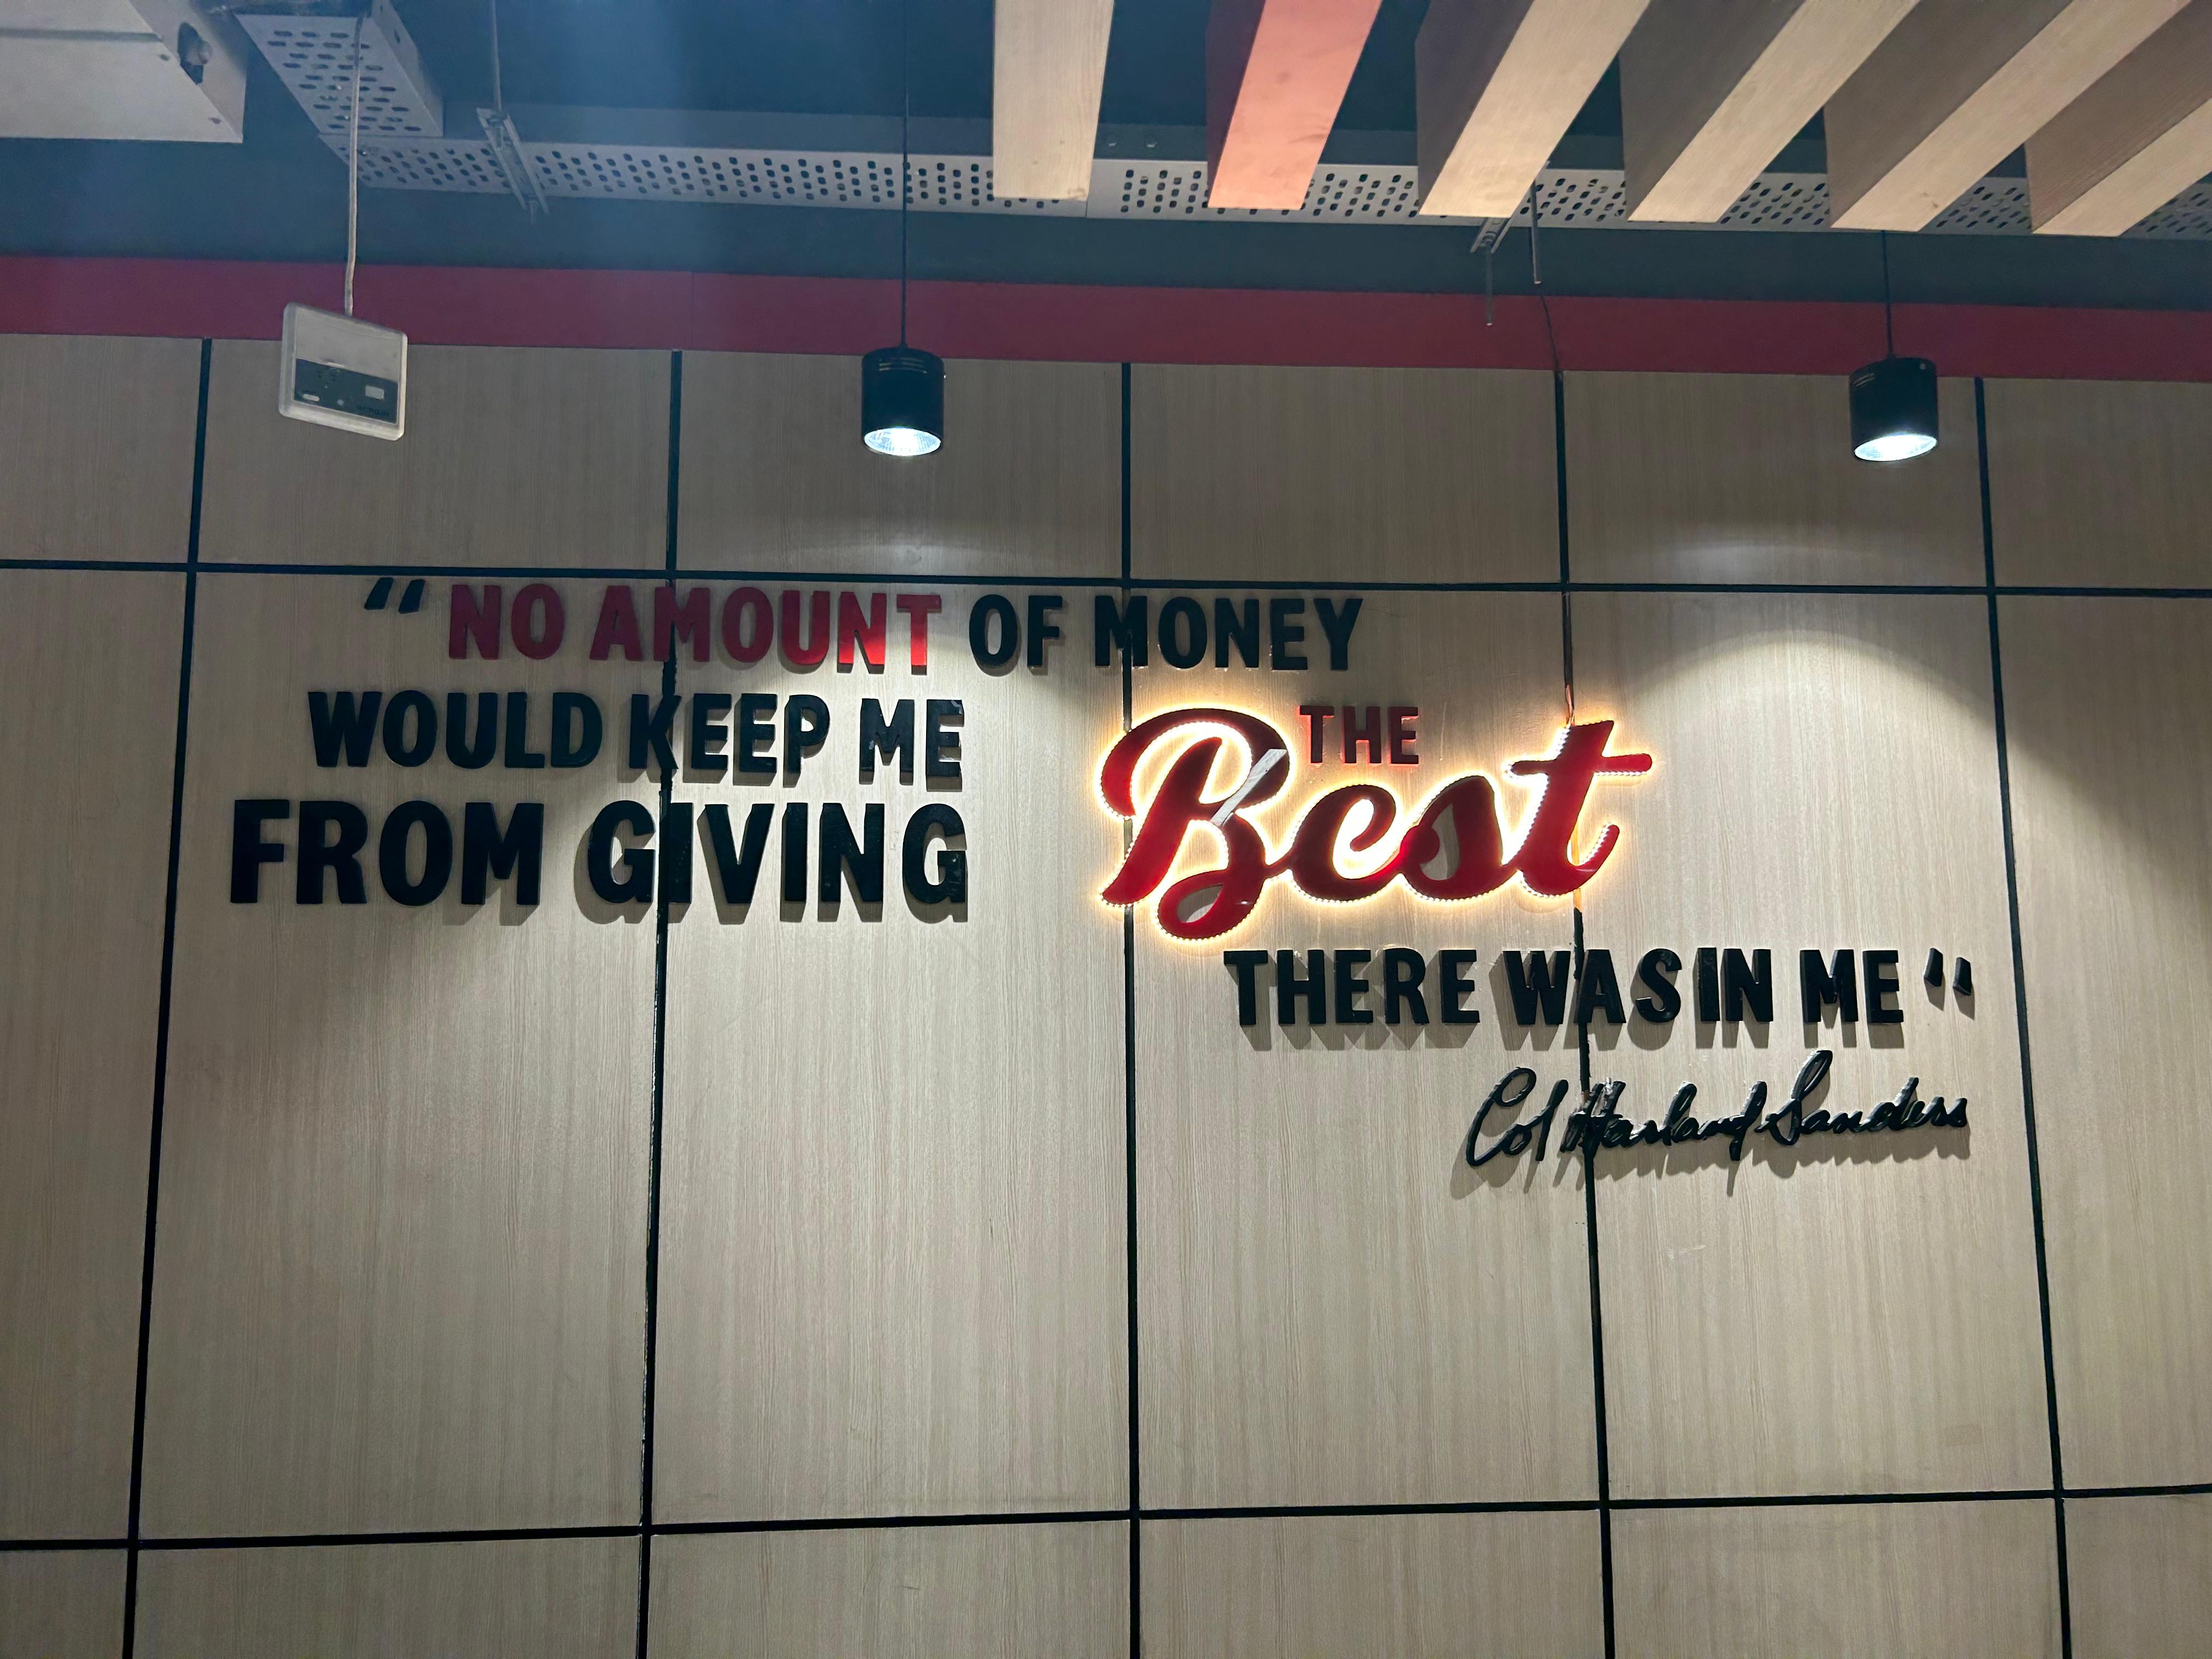 “ NO AMOUNT OF MONEY
WOULD KEEP ME
FROM GIVING
THE
Best
THERE WAS IN ME “
Col Harland Sanders